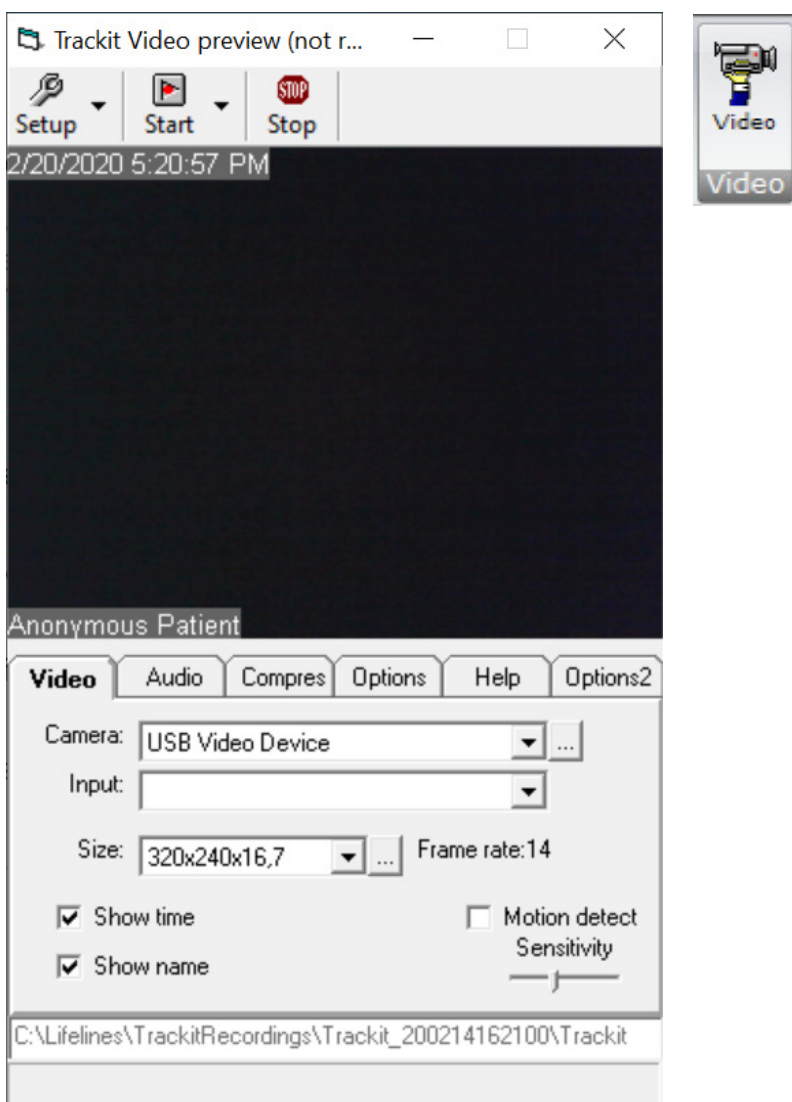 Trackit Video preview (not r...
Setup
Start
STOP
Stop
2/20/2020 5:20:57 PM
Anonymous Patient
Video
Audio
Compres
Options
Help
Options2
Camera:
USB Video Device
...
Input:
Size:
320x240x16,7
...
Frame rate:14
Show time
Motion detect
Sensitivity
Show name
C:\Lifelines\TrackitRecordings\Trackit_200214162100\Trackit
Video
Video